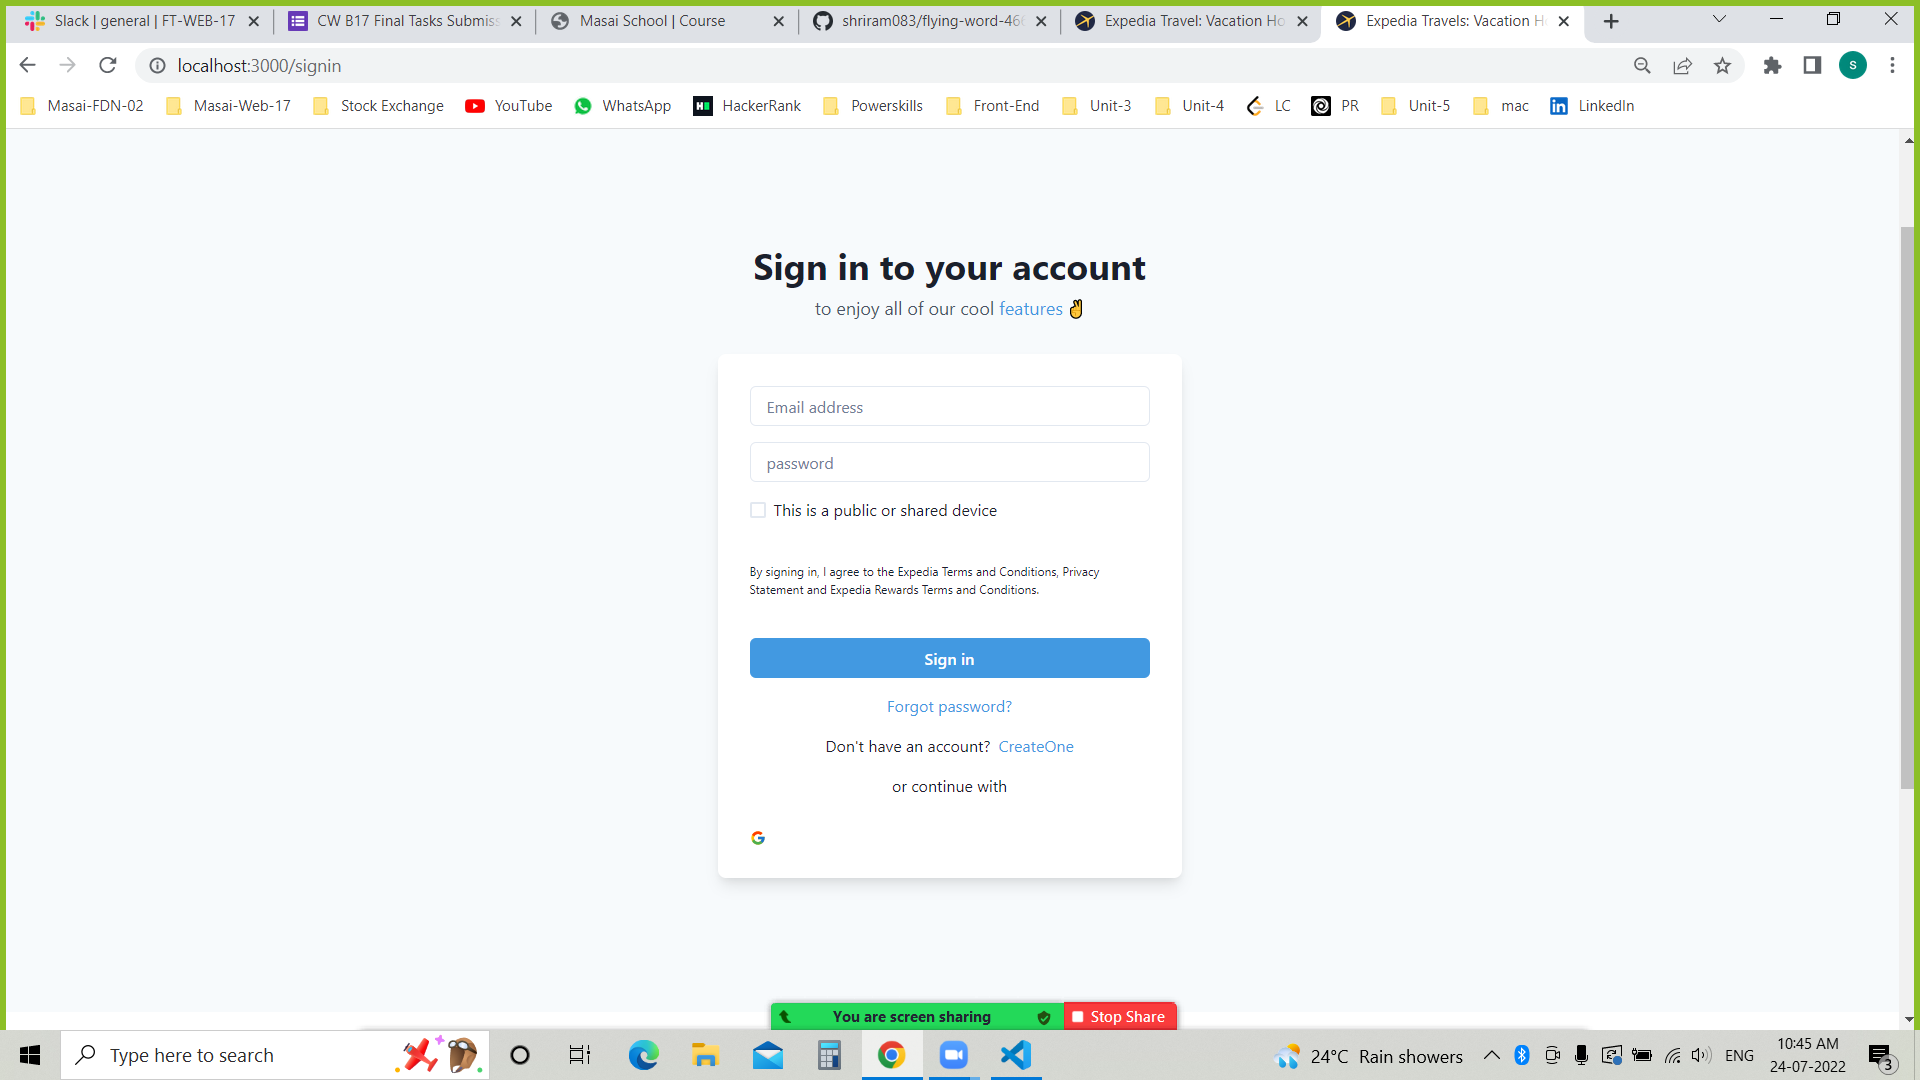 Slack | general | FT-WEB-17
CW B17 Final Tasks Submiss
Masai School | Course
shriram083/flying-word-466
Expedia Travel: Vacation Ho
Expedia Travels: Vacation H
localhost:3000/signin
S
Masai-FDN-02
Masai-Web-17
Stock Exchange
YouTube
WhatsApp
HackerRank
Powerskills
Front-End
Unit-3
Unit-4
LC
PR
Unit-5
mac
LinkedIn
Sign in to your account
to enjoy all of our cool features ✌
Email address
password
This is a public or shared device
By signing in, I agree to the Expedia Terms and Conditions, Privacy
Statement and Expedia Rewards Terms and Conditions.
Sign in
Forgot password?
Don't have an account? CreateOne
or continue with
You are screen sharing
Stop Share
Type here to search
24°C Rain showers
ENG
10:45 AM
24-07-2022
3